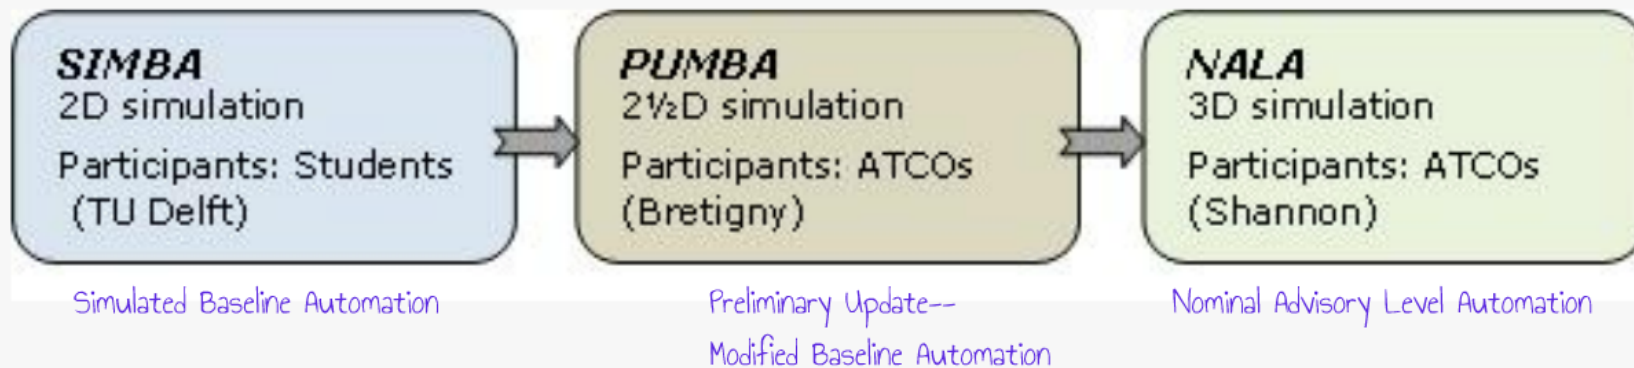 SIMBA
2D simulation
Participants: Students
(TU Delft)
PUMBA
2½D simulation
Participants: ATCOs
(Bretigny)
NALA
3D simulation
Participants: ATCOs
(Shannon)
Simulated Baseline Automation
Preliminary Update--
Modified Baseline Automation
Nominal Advisory Level Automation